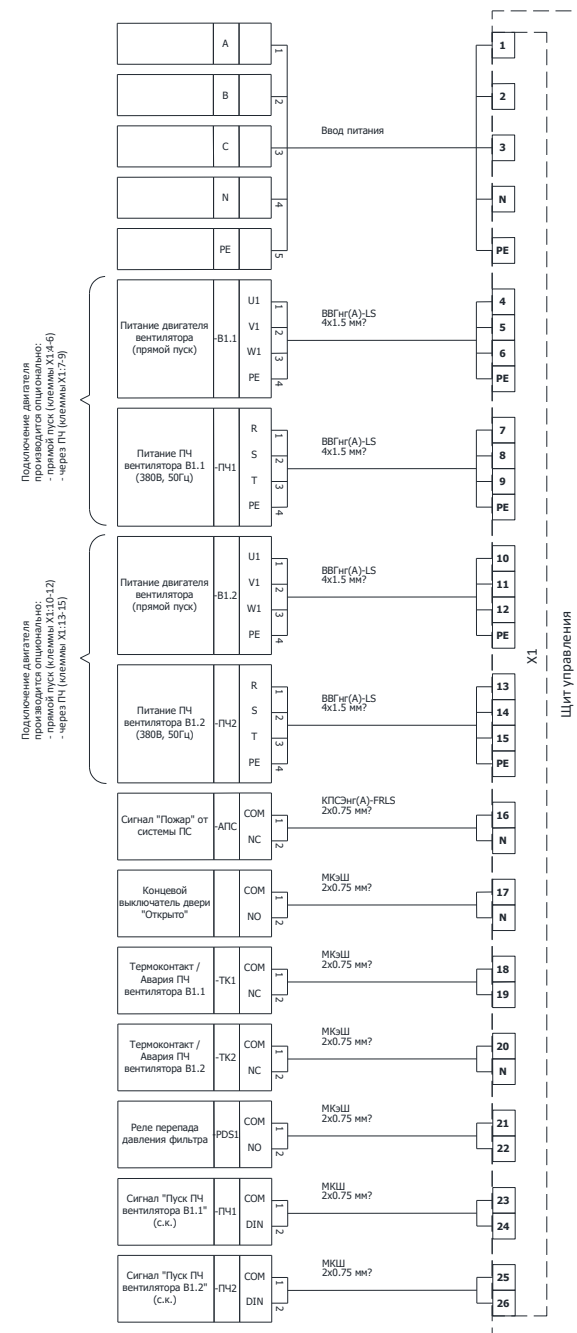 A
1
1
B
2
2
Ввод питания
C
3
3
N
4
N
PE
5
PE
Подключение двигателя
производится опционально:
- прямой пуск (клеммы X1:4-6)
- через ПЧ (клеммы X1:7-9)
Питание двигателя
вентилятора
(прямой пуск)
-В1.1
U1
V1
W1
PE
1
2
3
4
ВВГнг(А)-LS
4x1.5 мм?
4
5
6
PE
Питание ПЧ
вентилятора В1.1
(380В, 50Гц)
-ПЧ1
R
S
T
PE
1
2
3
4
ВВГнг(А)-LS
4x1.5 мм?
7
8
9
PE
Подключение двигателя
производится опционально:
- прямой пуск (клеммы X1:10-12)
- через ПЧ (клеммы X1:13-15)
Питание двигателя
вентилятора
(прямой пуск)
-В1.2
U1
V1
W1
PE
1
2
3
4
ВВГнг(А)-LS
4x1.5 мм?
10
11
12
PE
X1
Щит управления
Питание ПЧ
вентилятора В1.2
(380В, 50Гц)
-ПЧ2
R
S
T
PE
1
2
3
4
ВВГнг(А)-LS
4x1.5 мм?
13
14
15
PE
Сигнал "Пожар" от
системы ПС
-АПС
COM
NC
1
2
КПСЭнг(А)-FRLS
2x0.75 мм?
16
N
Концевой
выключатель двери
"Открыто"
COM
NO
1
2
МКэШ
2x0.75 мм?
17
N
Термоконтакт /
Авария ПЧ
вентилятора В1.1
-ТК1
COM
NC
1
2
МКэШ
2x0.75 мм?
18
19
Термоконтакт /
Авария ПЧ
вентилятора В1.2
-ТК2
COM
NC
1
2
МКэШ
2x0.75 мм?
20
N
Реле перепада
давления фильтра
-PDS1
COM
NO
1
2
МКэШ
2x0.75 мм?
21
22
Сигнал "Пуск ПЧ
вентилятора В1.1"
(с.к.)
-ПЧ1
COM
DIN
1
2
МКШ
2x0.75 мм?
23
24
Сигнал "Пуск ПЧ
вентилятора В1.2"
(с.к.)
-ПЧ2
COM
DIN
1
2
МКШ
2x0.75 мм?
25
26